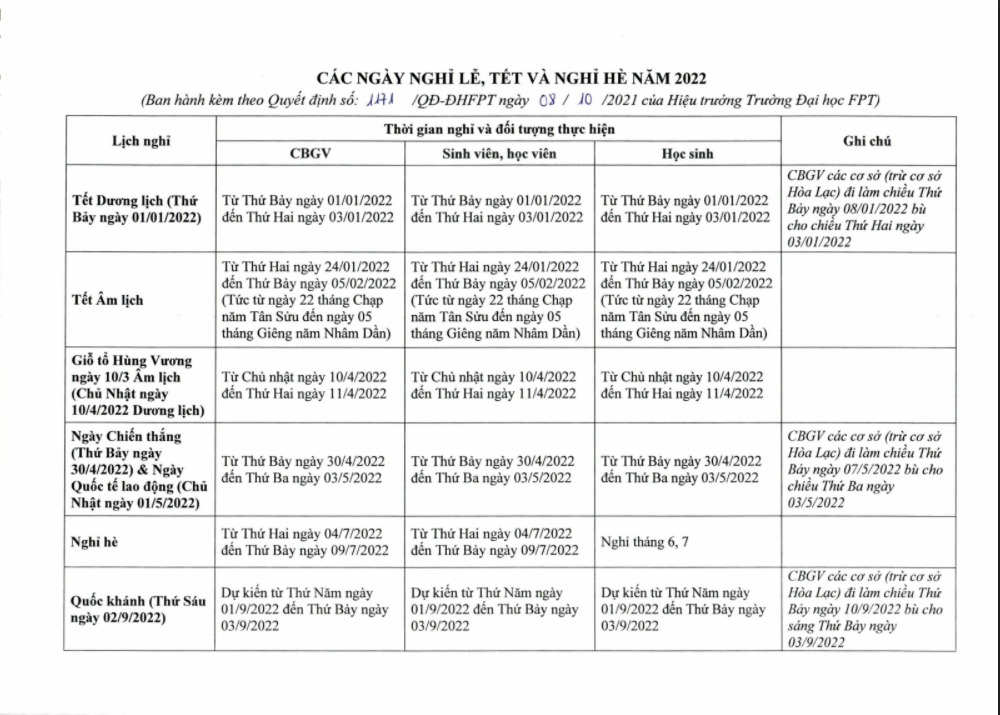 CÁC NGÀY NGHỈ LỄ, TẾT VÀ NGHỈ HÈ NĂM 2022
(Ban hành kèm theo Quyết định số: 1171 /QĐ-ĐHFPT ngày 08 / 10 /2021 của Hiệu trưởng Trường Đại học FPT)
Lịch nghỉ
Thời gian nghỉ và đối tượng thực hiện
Ghi chú
CBGV
Sinh viên, học viên
Học sinh
Tết Dương lịch (Thứ
Bảy ngày 01/01/2022)
Từ Thứ Bảy ngày 01/01/2022
đến Thứ Hai ngày 03/01/2022
Từ Thứ Bảy ngày 01/01/2022
đến Thứ Hai ngày 03/01/2022
Từ Thứ Bảy ngày 01/01/2022
đến Thứ Hai ngày 03/01/2022
CBGV các cơ sở (trừ cơ sở
Hòa Lạc) đi làm chiều Thứ
Bảy ngày 08/01/2022 bù
cho chiều Thứ Hai ngày
03/01/2022
Tết Âm lịch
Từ Thứ Hai ngày 24/01/2022
đến Thứ Bảy ngày 05/02/2022
(Tức từ ngày 22 tháng Chạp
năm Tân Sửu đến ngày 05
tháng Giêng năm Nhâm Dần)
Từ Thứ Hai ngày 24/01/2022
đến Thứ Bảy ngày 05/02/2022
(Tức từ ngày 22 tháng Chạp
năm Tân Sửu đến ngày 05
tháng Giêng năm Nhâm Dần)
Từ Thứ Hai ngày 24/01/2022
đến Thứ Bảy ngày 05/02/2022
(Tức từ ngày 22 tháng Chạp
năm Tân Sửu đến ngày 05
tháng Giêng năm Nhâm Dần)
Giỗ tổ Hùng Vương
ngày 10/3 Âm lịch
(Chủ Nhật ngày
10/4/2022 Dương lịch)
Từ Chủ nhật ngày 10/4/2022
đến Thứ Hai ngày 11/4/2022
Từ Chủ nhật ngày 10/4/2022
đến Thứ Hai ngày 11/4/2022
Từ Chủ nhật ngày 10/4/2022
đến Thứ Hai ngày 11/4/2022
Ngày Chiến thắng
(Thứ Bảy ngày
30/4/2022) & Ngày
Quốc tế lao động (Chủ
Nhật ngày 01/5/2022)
Từ Thứ Bảy ngày 30/4/2022
đến Thứ Ba ngày 03/5/2022
Từ Thứ Bảy ngày 30/4/2022
đến Thứ Ba ngày 03/5/2022
Từ Thứ Bảy ngày 30/4/2022
đến Thứ Ba ngày 03/5/2022
CBGV các cơ sở (trừ cơ sở
Hòa Lạc) đi làm chiều Thứ
Bảy ngày 07/5/2022 bù cho
chiều Thứ Ba ngày
03/5/2022
Nghỉ hè
Từ Thứ Hai ngày 04/7/2022
đến Thứ Bảy ngày 09/7/2022
Từ Thứ Hai ngày 04/7/2022
đến Thứ Bảy ngày 09/7/2022
Nghỉ tháng 6, 7
Quốc khánh (Thứ Sáu
ngày 02/9/2022)
Dự kiến từ Thứ Năm ngày
01/9/2022 đến Thứ Bảy ngày
03/9/2022
Dự kiến từ Thứ Năm ngày
01/9/2022 đến Thứ Bảy ngày
03/9/2022
Dự kiến từ Thứ Năm ngày
01/9/2022 đến Thứ Bảy ngày
03/9/2022
CBGV các cơ sở (trừ cơ sở
Hòa Lạc) đi làm chiều Thứ
Bảy ngày 10/9/2022 bù cho
sáng Thứ Bảy ngày
03/9/2022